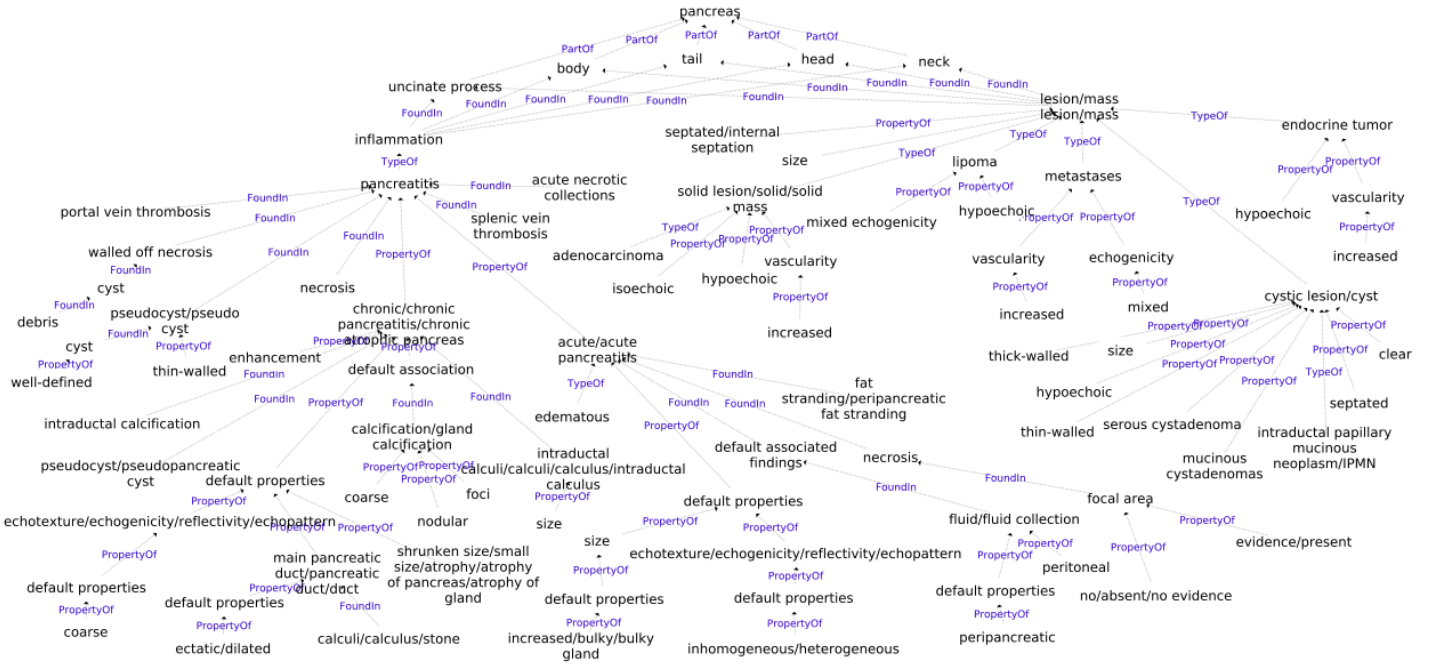 pancreas
PartOf
PartOf
PartOf
PartOf
PartOf
body
tail
head
neck
uncinate process
FoundIn
FoundIn
FoundIn
FoundIn
FoundIn
FoundIn
FoundIn
FoundIn
FoundIn
FoundIn
lesion/mass
lesion/mass
inflammation
TypeOf
septated/internal
septation
PropertyOf
size
TypeOf
TypeOf
TypeOf
TypeOf
endocrine tumor
PropertyOf
PropertyOf
hypoechoic
vascularity
PropertyOf
increased
pancreatitis
FoundIn
portal vein thrombosis
FoundIn
acute necrotic
collections
FoundIn
splenic vein
thrombosis
FoundIn
walled off necrosis
FoundIn
cyst
FoundIn
debris
FoundIn
pseudocyst/pseudo
cyst
FoundIn
cyst
PropertyOf
well-defined
PropertyOf
thin-walled
necrosis
PropertyOf
PropertyOf
solid lesion/solid/solid
mass
TypeOf
PropertyOf
PropertyOf
PropertyOf
adenocarcinoma
isoechoic
hypoechoic
vascularity
PropertyOf
increased
lipoma
PropertyOf
PropertyOf
mixed echogenicity
hypoechoic
metastases
PropertyOf
PropertyOf
vascularity
PropertyOf
increased
echogenicity
PropertyOf
mixed
cystic lesion/cyst
PropertyOf
PropertyOf
PropertyOf
PropertyOf
PropertyOf
PropertyOf
PropertyOf
TypeOf
thick-walled
size
clear
hypoechoic
septated
thin-walled
serous cystadenoma
mucinous
cystadenomas
intraductal papillary
mucinous
neoplasm/IPMN
chronic/chronic
pancreatitis/chronic
atrophic pancreas
PropertyOf
PropertyOf
enhancement
FoundIn
default association
intraductal calcification
FoundIn
PropertyOf
FoundIn
FoundIn
pseudocyst/pseudopancreatic
cyst
calcification/gland
calcification
PropertyOf
PropertyOf
PropertyOf
coarse
nodular
foci
intraductal
calculi/calculi/calculus/intraductal
calculus
PropertyOf
size
default properties
PropertyOf
PropertyOf
PropertyOf
echotexture/echogenicity/reflectivity/echopattern
PropertyOf
default properties
PropertyOf
coarse
main pancreatic
duct/pancreatic
duct/duct
PropertyOf
FoundIn
default properties
PropertyOf
ectatic/dilated
calculi/calculus/stone
shrunken size/small
size/atrophy/atrophy
of pancreas/atrophy of
gland
acute/acute
pancreatitis
TypeOf
edematous
FoundIn
fat
stranding/peripancreatic
fat stranding
FoundIn
FoundIn
PropertyOf
default associated
findings
necrosis
default properties
PropertyOf
PropertyOf
size
PropertyOf
default properties
PropertyOf
increased/bulky/bulky
gland
echotexture/echogenicity/reflectivity/echopattern
PropertyOf
default properties
PropertyOf
inhomogeneous/heterogeneous
FoundIn
fluid/fluid collection
PropertyOf
PropertyOf
peritoneal
default properties
PropertyOf
peripancreatic
FoundIn
focal area
PropertyOf
PropertyOf
evidence/present
no/absent/no evidence